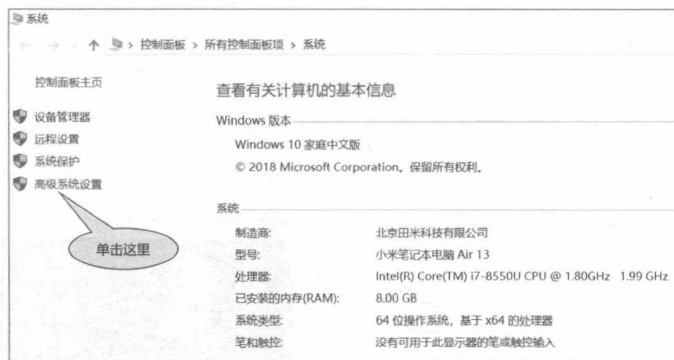 系统
控制面板 > 所有控制面板项 > 系统
控制面板主页
设备管理器
远程设置
系统保护
高级系统设置
单击这里
查看有关计算机的基本信息
Windows 版本
Windows 10 家庭中文版
© 2018 Microsoft Corporation。保留所有权利。
系统
制造商: 北京田米科技有限公司
型号: 小米笔记本电脑 Air 13
处理器: Intel(R) Core(TM) i7-8550U CPU @ 1.80GHz 1.99 GHz
已安装的内存(RAM): 8.00 GB
系统类型: 64 位操作系统，基于 x64 的处理器
笔和触控: 没有可用于此显示器的笔或触控输入